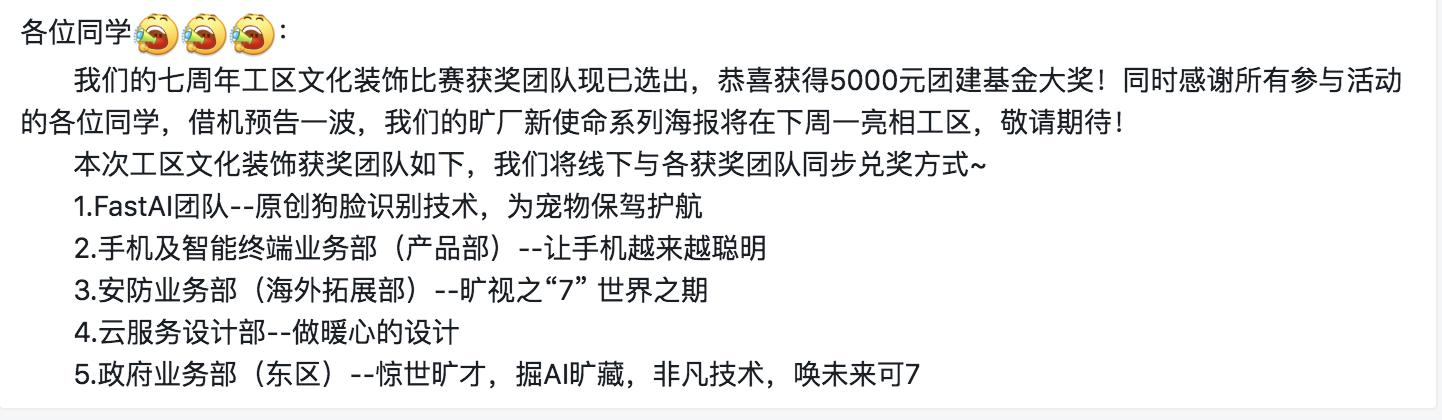 各位同学：
我们的七周年工区文化装饰比赛获奖团队现已选出，恭喜获得5000元团建基金大奖！同时感谢所有参与活动
的各位同学，借机预告一波，我们的旷厂新使命系列海报将在下周一亮相工区，敬请期待！
本次工区文化装饰获奖团队如下，我们将线下与各获奖团队同步兑奖方式~
1.FastAI团队--原创狗脸识别技术，为宠物保驾护航
2.手机及智能终端业务部（产品部）--让手机越来越聪明
3.安防业务部（海外拓展部）--旷视之“7” 世界之期
4.云服务设计部--做暖心的设计
5.政府业务部（东区）--惊世旷才，掘AI旷藏，非凡技术，唤未来可7